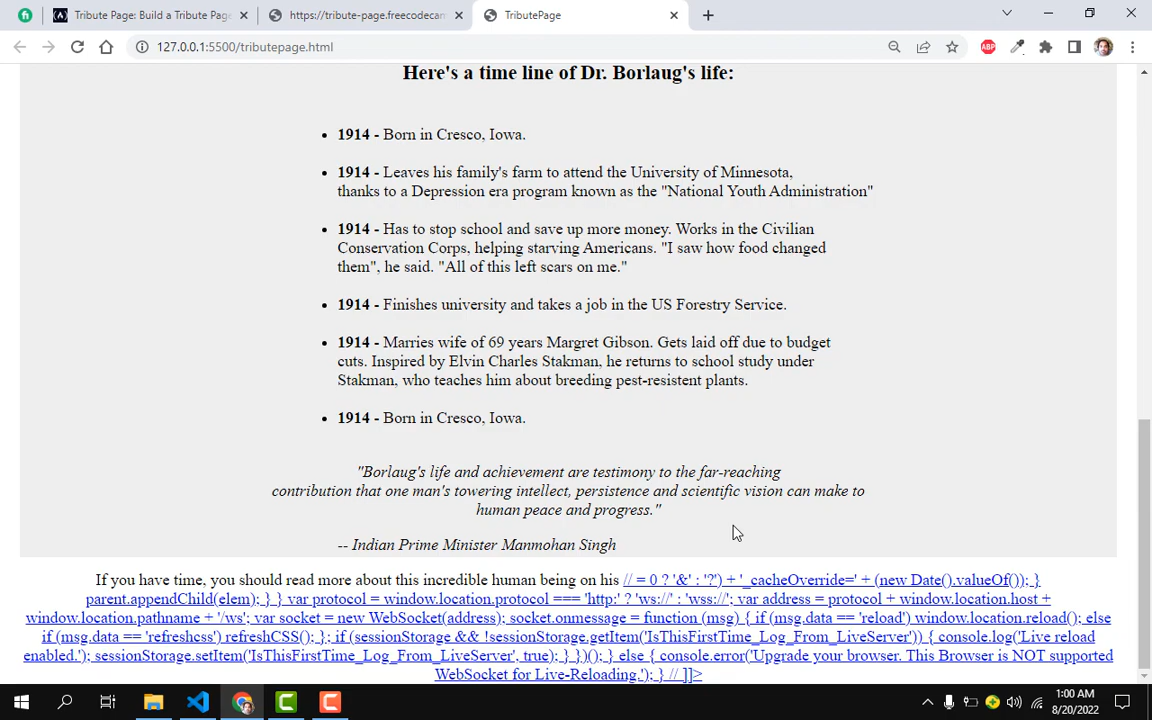 Tribute Page: Build a Tribute Page
https://tribute-page.freecodecam
TributePage
127.0.0.1:5500/tributepage.html
ABP
Here's a time line of Dr. Borlaug's life:
1914 - Born in Cresco, Iowa.
1914 - Leaves his family's farm to attend the University of Minnesota,
thanks to a Depression era program known as the "National Youth Administration"
1914 - Has to stop school and save up more money. Works in the Civilian
Conservation Corps, helping starving Americans. "I saw how food changed
them", he said. "All of this left scars on me."
1914 - Finishes university and takes a job in the US Forestry Service.
1914 - Marries wife of 69 years Margret Gibson. Gets laid off due to budget
cuts. Inspired by Elvin Charles Stakman, he returns to school study under
Stakman, who teaches him about breeding pest-resistent plants.
1914 - Born in Cresco, Iowa.
"Borlaug's life and achievement are testimony to the far-reaching
contribution that one man's towering intellect, persistence and scientific vision can make to
human peace and progress."
-- Indian Prime Minister Manmohan Singh
If you have time, you should read more about this incredible human being on his // = 0 ? '&' : '?') + '_cacheOverride=' + (new Date().valueOf()); }
parent.appendChild(elem); } } var protocol = window.location.protocol === 'http:' ? 'ws://' : 'wss://'; var address = protocol + window.location.host +
window.location.pathname + '/ws'; var socket = new WebSocket(address); socket.onmessage = function (msg) { if (msg.data == 'reload') window.location.reload(); else
if (msg.data == 'refreshcss') refreshCSS(); }; if (sessionStorage && !sessionStorage.getItem('IsThisFirstTime_Log_From_LiveServer')) { console.log('Live reload
enabled.'); sessionStorage.setItem('IsThisFirstTime_Log_From_LiveServer', true); } })(); } else { console.error('Upgrade your browser. This Browser is NOT supported
WebSocket for Live-Reloading.'); } // ]]>
1:00 AM
8/20/2022